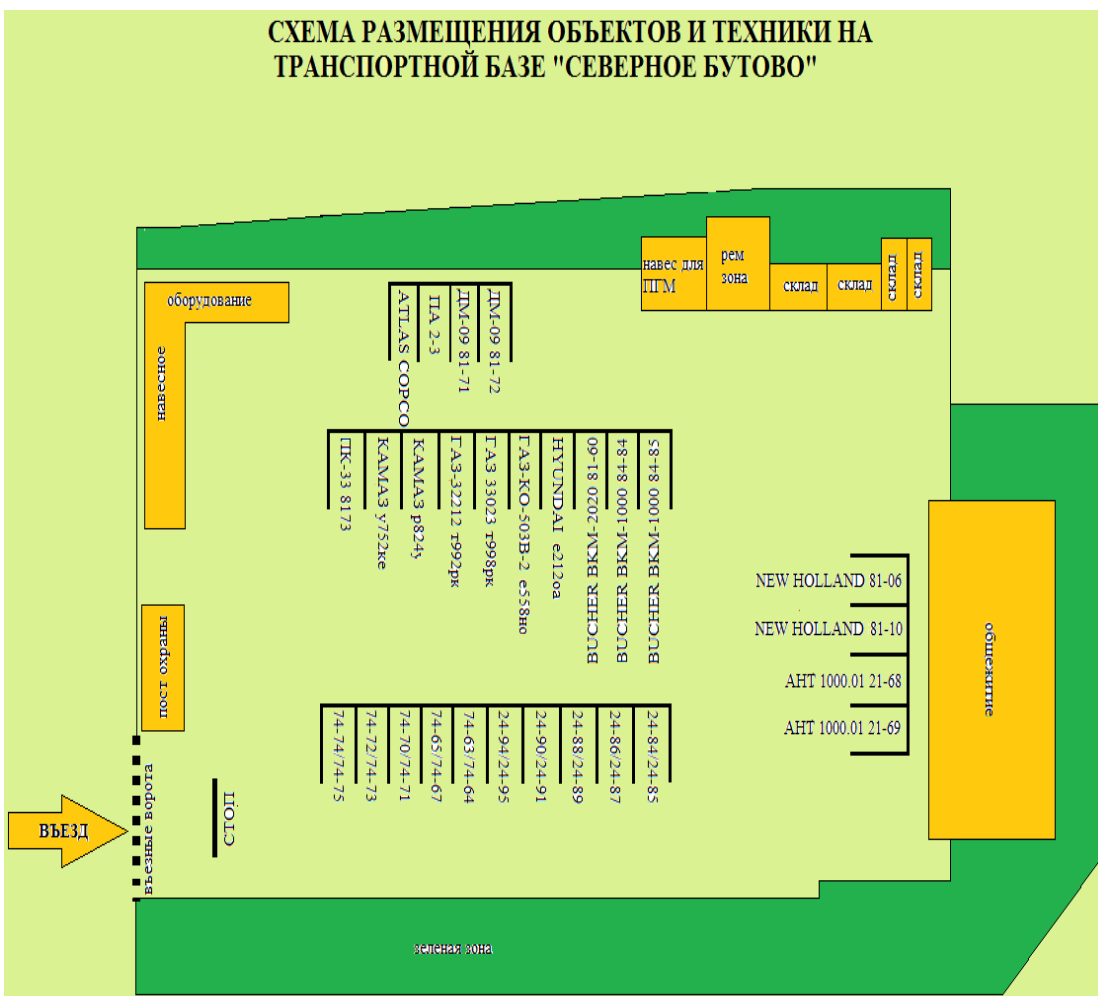 СХЕМА РАЗМЕЩЕНИЯ ОБЪЕКТОВ И ТЕХНИКИ НА
ТРАНСПОРТНОЙ БАЗЕ "СЕВЕРНОЕ БУТОВО"
навес для
ПГМ
рем
зона
склад
склад
склад
склад
оборудование
навесное
ATLAS COPCO
ПА 2-3
ДМ-09 81-71
ДМ-09 81-72
ПК-33 8173
КАМАЗ у752ке
КАМАЗ р824у
ГАЗ-32212 т992рк
ГАЗ 33023 т998рк
ГАЗ-КО-503В-2 е558но
HYUNDAI е212оа
BUCHER BKM-2020 81-60
BUCHER BKM-1000 84-84
BUCHER BKM-1000 84-85
NEW HOLLAND 81-06
NEW HOLLAND 81-10
АНТ 1000.01 21-68
АНТ 1000.01 21-69
общежитие
пост охраны
74-74/74-75
74-72/74-73
74-70/74-71
74-65/74-67
74-63/74-64
24-94/24-95
24-90/24-91
24-88/24-89
24-86/24-87
24-84/24-85
ВЪЕЗД
въезные ворота
СТОП
зеленая зона